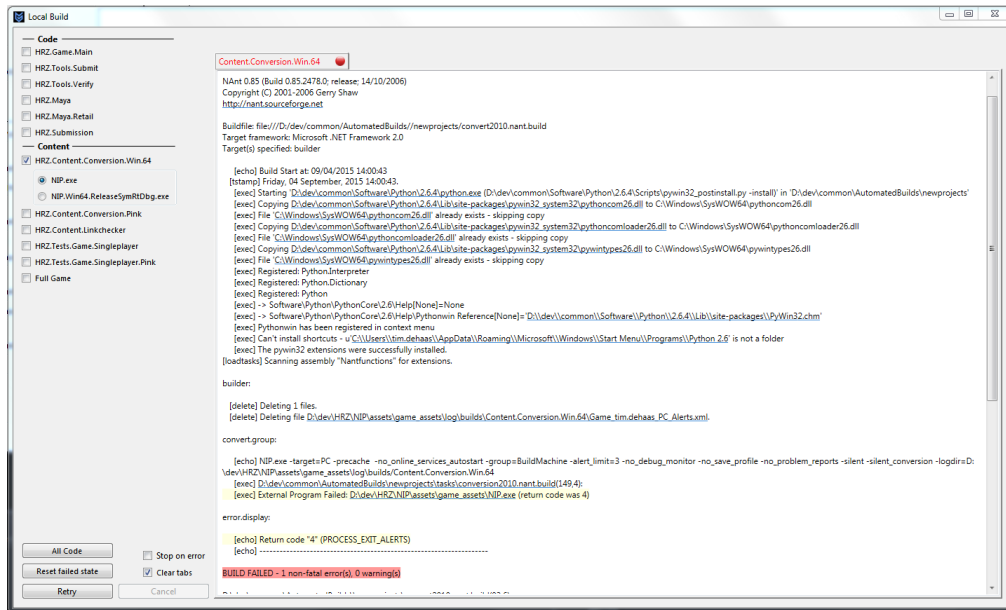 Local Build
Code
HRZ.Game.Main
HRZ.Tools.Submit
HRZ.Tools.Verify
HRZ.Maya
HRZ.Maya.Retail
HRZ.Submission
Content
HRZ.Content.Conversion.Win.64
NIP.exe
NIP.Win64.ReleaseSymRtDbg.exe
HRZ.Content.Conversion.Pink
HRZ.Content.Linkchecker
HRZ.Tests.Game.Singleplayer
HRZ.Tests.Game.Singleplayer.Pink
Full Game
All Code
Stop on error
Reset failed state
Clear tabs
Retry
Cancel
Content.Conversion.Win.64
NAnt 0.85 (Build 0.85.2478.0; release; 14/10/2006)
Copyright (C) 2001-2006 Gerry Shaw
http://nant.sourceforge.net
Buildfile: file:///D:/dev/common/AutomatedBuilds//newprojects/convert2010.nant.build
Target framework: Microsoft .NET Framework 2.0
Target(s) specified: builder
[echo] Build Start at: 09/04/2015 14:00:43
[tstamp] Friday, 04 September, 2015 14:00:43.
[exec] Starting 'D:\dev\common\Software\Python\2.6.4\python.exe (D:\dev\common\Software\Python\2.6.4\Scripts\pywin32_postinstall.py -install)' in 'D:\dev\common\AutomatedBuilds\newprojects'
[exec] Copying D:\dev\common\Software\Python\2.6.4\Lib\site-packages\pywin32_system32\pythoncom26.dll to C:\Windows\SysWOW64\pythoncom26.dll
[exec] File 'C:\Windows\SysWOW64\pythoncom26.dll' already exists - skipping copy
[exec] Copying D:\dev\common\Software\Python\2.6.4\Lib\site-packages\pywin32_system32\pythoncomloader26.dll to C:\Windows\SysWOW64\pythoncomloader26.dll
[exec] File 'C:\Windows\SysWOW64\pythoncomloader26.dll' already exists - skipping copy
[exec] Copying D:\dev\common\Software\Python\2.6.4\Lib\site-packages\pywin32_system32\pywintypes26.dll to C:\Windows\SysWOW64\pywintypes26.dll
[exec] File 'C:\Windows\SysWOW64\pywintypes26.dll' already exists - skipping copy
[exec] Registered: Python.Interpreter
[exec] Registered: Python.Dictionary
[exec] Registered: Python
[exec] -> Software\Python\PythonCore\2.6\Help[None]=None
[exec] -> Software\Python\PythonCore\2.6\Help\Pythonwin Reference[None]='D:\\dev\\common\\Software\\Python\\2.6.4\\Lib\\site-packages\\PyWin32.chm'
[exec] Pythonwin has been registered in context menu
[exec] Can't install shortcuts - u'C:\\Users\\tim.dehaas\\AppData\\Roaming\\Microsoft\\Windows\\Start Menu\\Programs\\Python 2.6' is not a folder
[exec] The pywin32 extensions were successfully installed.
[loadtasks] Scanning assembly "Nantfunctions" for extensions.
builder:
[delete] Deleting 1 files.
[delete] Deleting file D:\dev\HRZ\NIP\assets\game_assets\log\builds\Content.Conversion.Win.64\Game_tim.dehaas_PC_Alerts.xml.
convert.group:
[echo] NIP.exe -target=PC -precache -no_online_services_autostart -group=BuildMachine -alert_limit=3 -no_debug_monitor -no_save_profile -no_problem_reports -silent -silent_conversion -logdir=D:
\dev\HRZ\NIP\assets\game_assets\log\builds/Content.Conversion.Win.64
[exec] D:\dev\common\AutomatedBuilds\newprojects\tasks\conversion2010.nant.build(149,4):
[exec] External Program Failed: D:\dev\HRZ\NIP\assets\game_assets\NIP.exe (return code was 4)
error.display:
[echo] Return code "4" (PROCESS_EXIT_ALERTS)
[echo] ----------------------------------------------------------------------
BUILD FAILED - 1 non-fatal error(s), 0 warning(s)